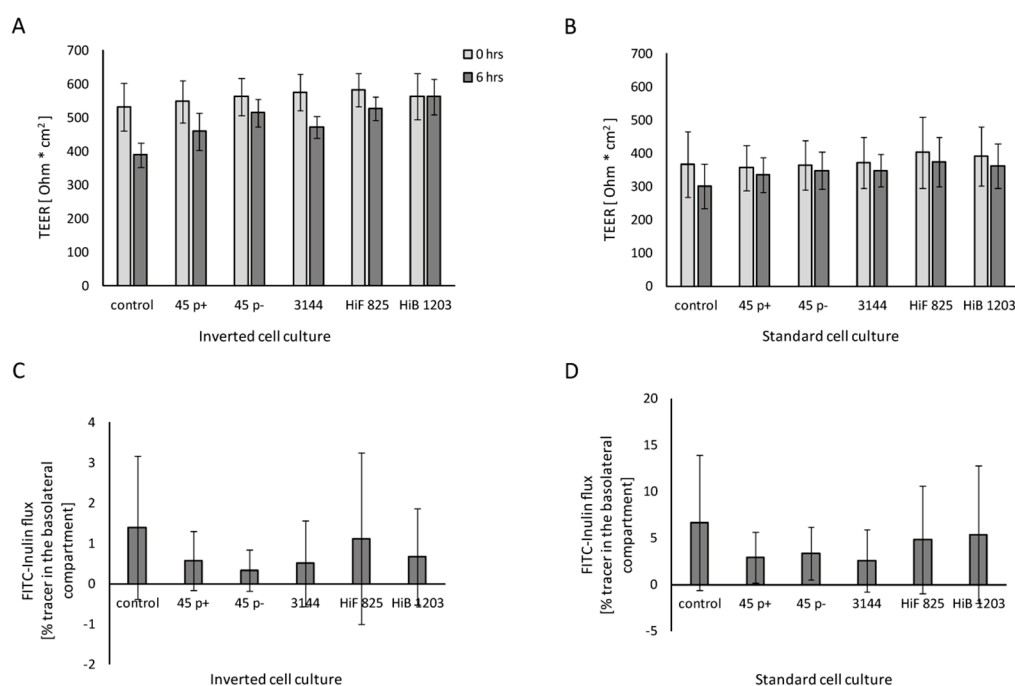 A
TEER [ Ohm * cm2]
700
600
500
400
300
200
100
0
0 hrs
6 hrs
control 45 p+ 45 p- 3144 HiF 825 HiB 1203
Inverted cell culture
B
TEER [ Ohm * cm2]
700
600
500
400
300
200
100
0
control 45 p+ 45 p- 3144 HiF 825 HiB 1203
Standard cell culture
C
FITC-Inulin flux
[% tracer in the basolateral
compartment]
4
3
2
1
0
-1
-2
control 45 p+ 45 p- 3144 HiF 825 HiB 1203
Inverted cell culture
D
FITC-Inulin flux
[% tracer in the basolateral
compartment]
20
15
10
5
0
-5
control 45 p+ 45 p- 3144 HiF 825 HiB 1203
Standard cell culture